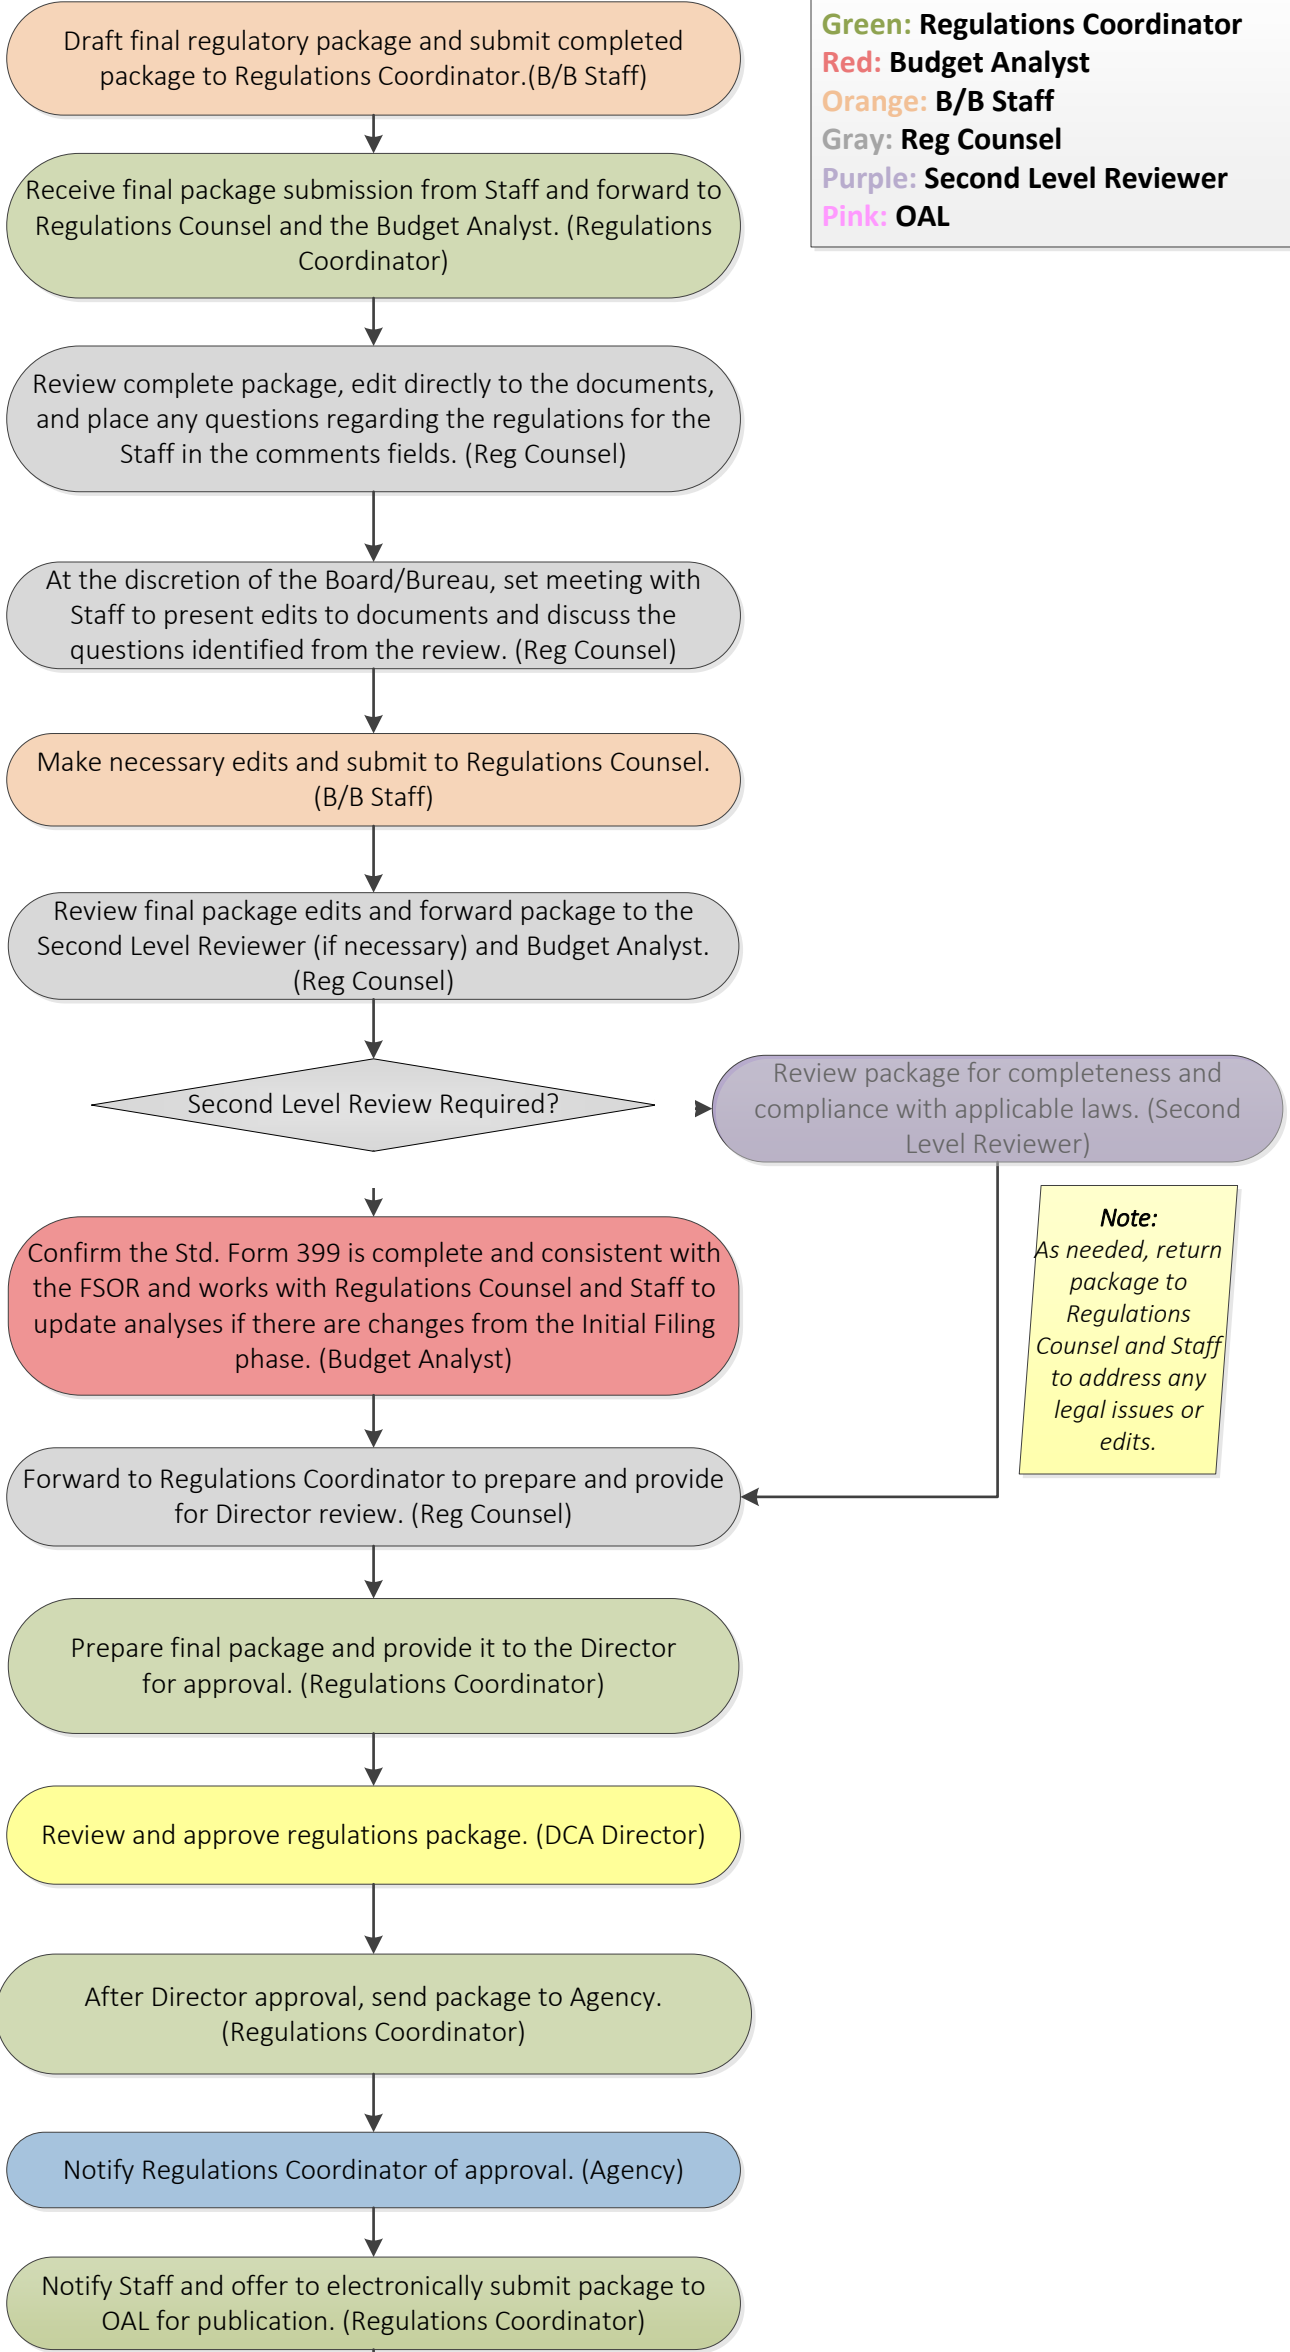 Draft final regulatory package and submit completed
package to Regulations Coordinator.(B/B Staff)
Green: Regulations Coordinator
Red: Budget Analyst
Orange: B/B Staff
Gray: Reg Counsel
Purple: Second Level Reviewer
Pink: OAL
Receive final package submission from Staff and forward to
Regulations Counsel and the Budget Analyst. (Regulations
Coordinator)
Review complete package, edit directly to the documents,
and place any questions regarding the regulations for the
Staff in the comments fields. (Reg Counsel)
At the discretion of the Board/Bureau, set meeting with
Staff to present edits to documents and discuss the
questions identified from the review. (Reg Counsel)
Make necessary edits and submit to Regulations Counsel.
(B/B Staff)
Review final package edits and forward package to the
Second Level Reviewer (if necessary) and Budget Analyst.
(Reg Counsel)
Second Level Review Required?
Review package for completeness and
compliance with applicable laws. (Second
Level Reviewer)
Note:
As needed, return
package to
Regulations
Counsel and Staff
to address any
legal issues or
edits.
Confirm the Std. Form 399 is complete and consistent with
the FSOR and works with Regulations Counsel and Staff to
update analyses if there are changes from the Initial Filing
phase. (Budget Analyst)
Forward to Regulations Coordinator to prepare and provide
for Director review. (Reg Counsel)
Prepare final package and provide it to the Director
for approval. (Regulations Coordinator)
Review and approve regulations package. (DCA Director)
After Director approval, send package to Agency.
(Regulations Coordinator)
Notify Regulations Coordinator of approval. (Agency)
Notify Staff and offer to electronically submit package to
OAL for publication. (Regulations Coordinator)